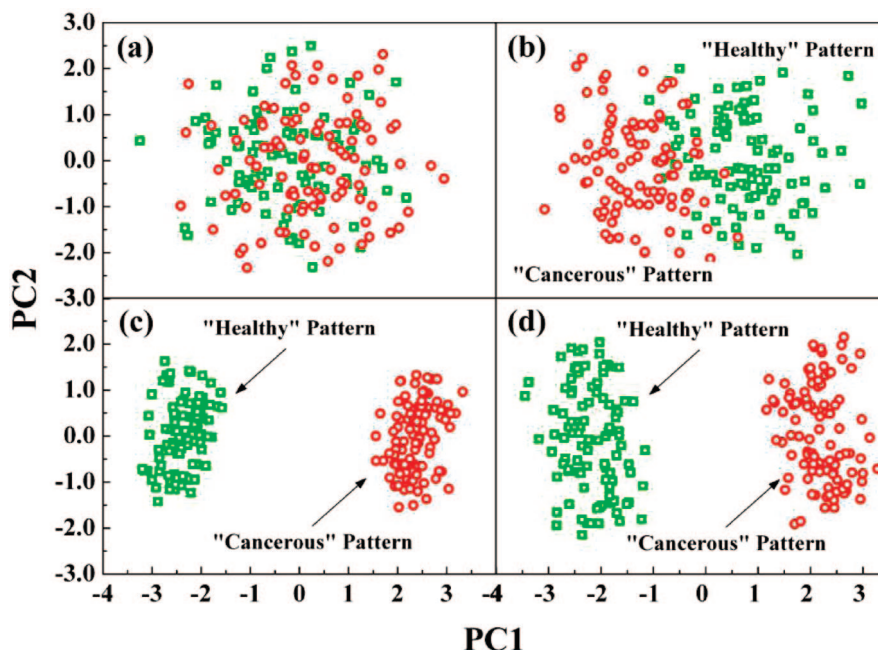 (a)
(b)
"Healthy" Pattern
"Cancerous" Pattern
3.0
2.0
1.0
0.0
-1.0
-2.0
-3.0
PC2
(c)
"Healthy" Pattern
"Cancerous" Pattern
(d)
"Healthy" Pattern
"Cancerous" Pattern
2.0
1.0
0.0
-1.0
-2.0
-3.0
-4 -3 -2 -1 0 1 2 3 -4 -3 -2 -1 0 1 2 3
PC1